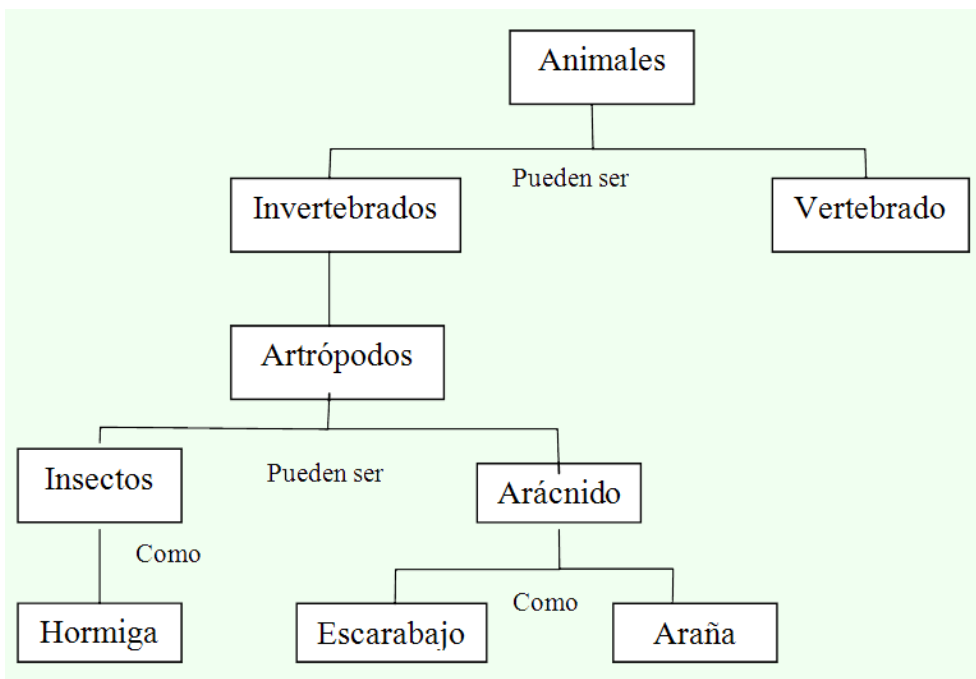 Animales
Pueden ser
Invertebrados
Vertebrado
Artrópodos
Pueden ser
Insectos
Arácnido
Como
Como
Hormiga
Escarabajo
Araña